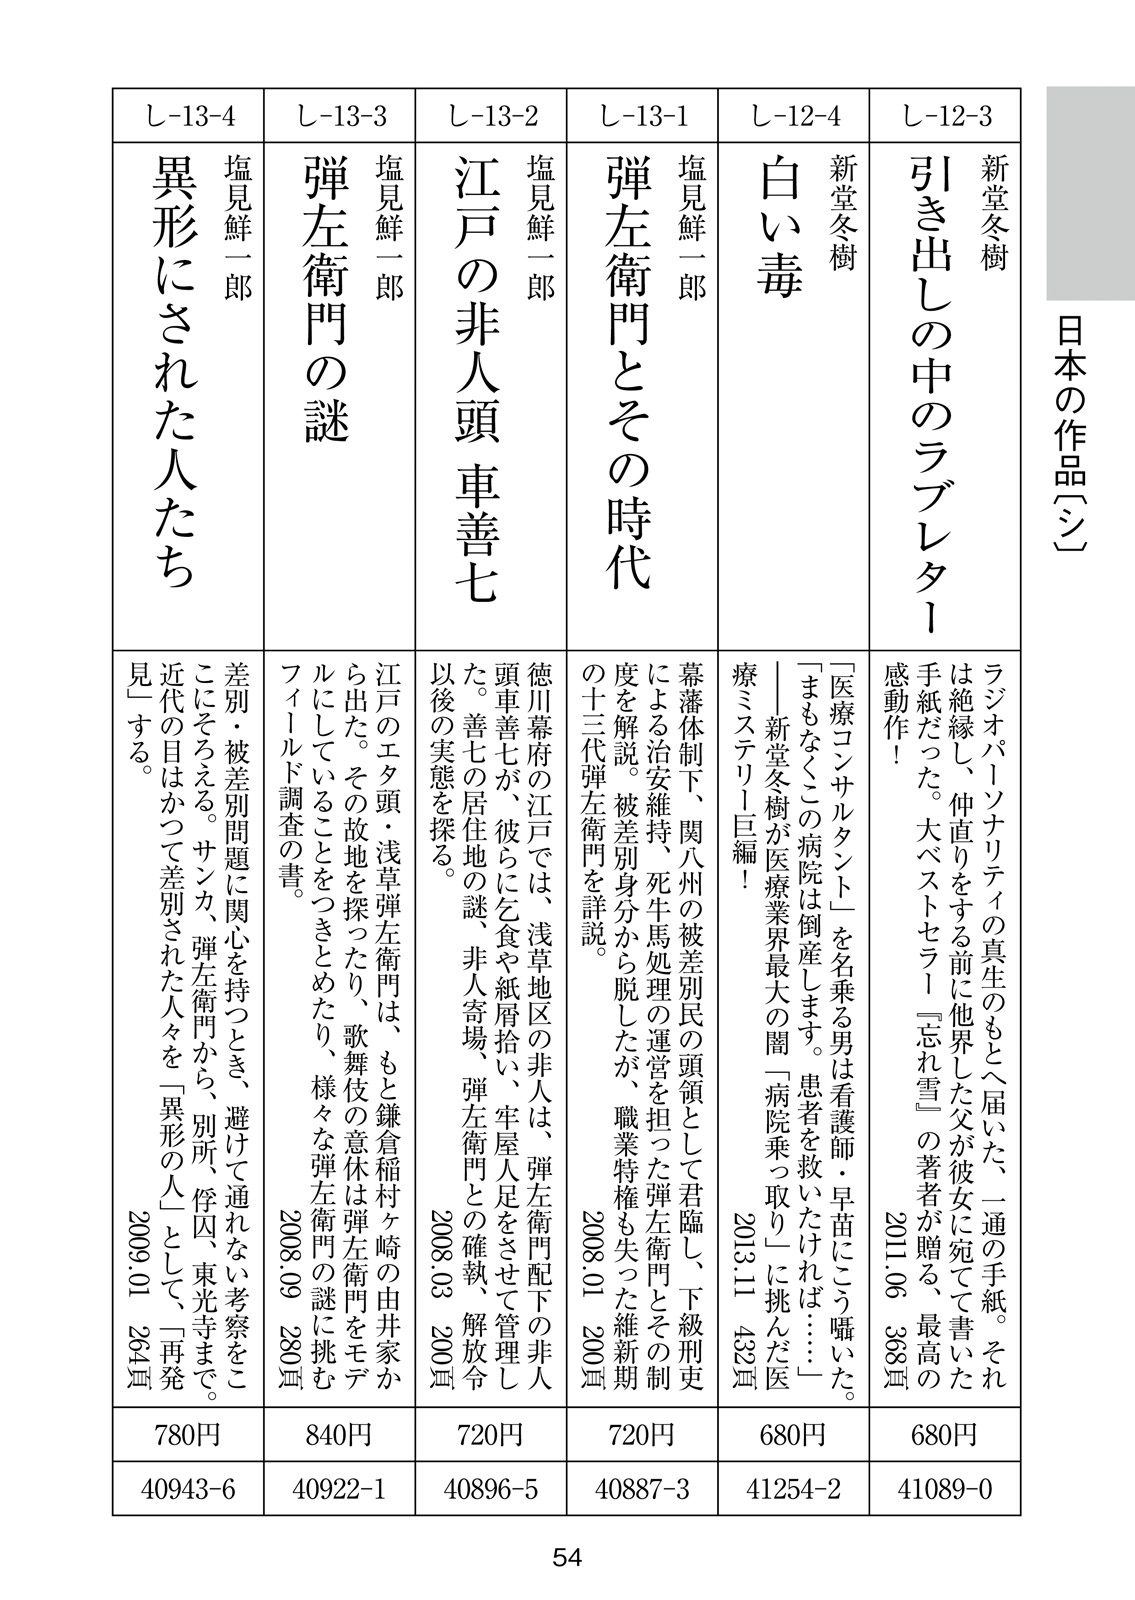 日本の作品〔シ〕
し-12-3
新堂冬樹
引き出しの中のラブレター
ラジオパーソナリティの真生のもとへ届いた、一通の手紙。それ
は絶縁し、仲直りをする前に他界した父が彼女に宛てて書いた
手紙だった。大ベストセラー『忘れ雪』の著者が贈る、最高の
感動作！
2011.06 368頁
680円
41089-0
し-12-4
新堂冬樹
白い毒
「医療コンサルタント」を名乗る男は看護師・早苗にこう囁いた。
「まもなくこの病院は倒産します。患者を救いたければ……」
――新堂冬樹が医療業界最大の闇「病院乗っ取り」に挑んだ医
療ミステリー巨編！
2013.11 432頁
680円
41254-2
し-13-1
塩見鮮一郎
弾左衛門とその時代
幕藩体制下、関八州の被差別民の頭領として君臨し、下級刑吏
による治安維持、死牛馬処理の運営を担った弾左衛門とその制
度を解説。被差別身分から脱したが、職業特権も失った維新期
の十三代弾左衛門を詳説。
2008.01 200頁
720円
40887-3
し-13-2
塩見鮮一郎
江戸の非人頭 車善七
徳川幕府の江戸では、浅草地区の非人は、弾左衛門配下の非人
頭車善七が、彼らに乞食や紙屑拾い、牢屋人足をさせて管理し
た。善七の居住地の謎、非人寄場、弾左衛門との確執、解放令
以後の実態を探る。
2008.03 200頁
720円
40896-5
し-13-3
塩見鮮一郎
弾左衛門の謎
江戸のエタ頭・浅草弾左衛門は、もと鎌倉稲村ヶ崎の由井家か
ら出た。その故地を探ったり、歌舞伎の意休は弾左衛門をモデ
ルにしていることをつきとめたり、様々な弾左衛門の謎に挑む
フィールド調査の書。
2008.09 280頁
840円
40922-1
し-13-4
塩見鮮一郎
異形にされた人たち
差別・被差別問題に関心を持つとき、避けて通れない考察をこ
こにそろえる。サンカ、弾左衛門から、別所、俘囚、東光寺まで。
近代の目はかつて差別された人々を「異形の人」として、「再発
見」する。
2009.01 264頁
780円
40943-6
54